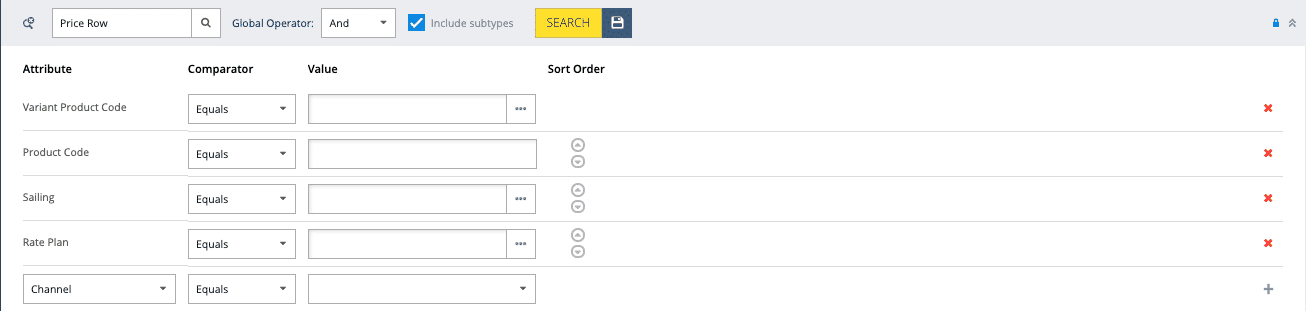 Price Row Global Operator: And Include subtypes SEARCH
Attribute Comparator Value Sort Order
Variant Product Code Equals
Product Code Equals
Sailing Equals
Rate Plan Equals
Channel Equals